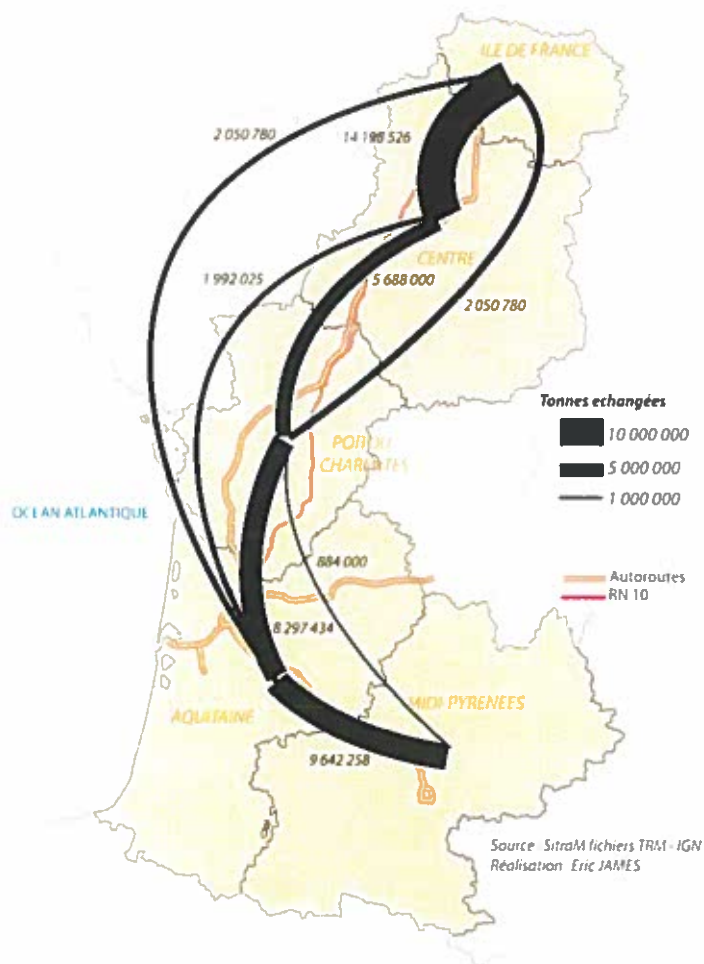 ILE DE FRANCE
2 050 780
14 198 526
1 992 025
CENTRE
5 688 000
2 050 780
Tonnes echangées
10 000 000
5 000 000
1 000 000
POITOU
CHARENTES
OCEAN ATLANTIQUE
884 000
Autoroutes
RN 10
8 297 434
MIDI PYRENEES
AQUITAINE
9 642 258
Source SitraM fichiers TRM - IGN
Réalisation Eric JAMES